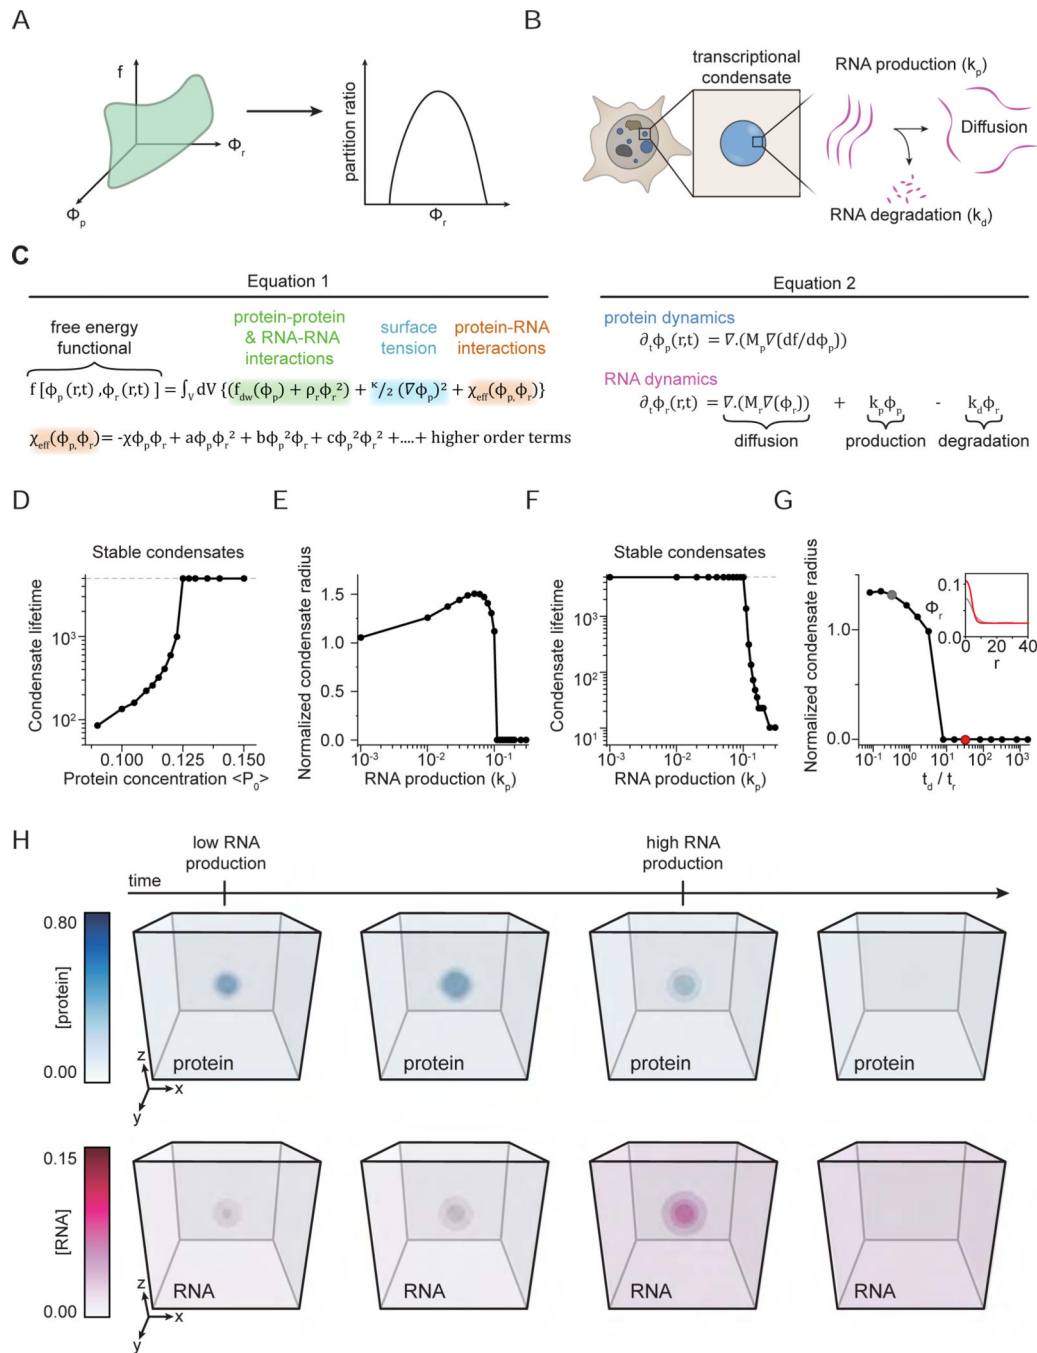 A
f
Φr
Φp
partition ratio
Φr
B
transcriptional
condensate
RNA production (kp)
Diffusion
RNA degradation (kd)
C
Equation 1
free energy
functional
protein-protein
& RNA-RNA
interactions
surface
tension
protein-RNA
interactions
f [ϕp(r,t) ,ϕr(r,t) ] = ∫V dV {(fdw(ϕp) + ρrϕr²) + κ/2 (∇ϕp)² + χeff(ϕp,ϕr)}
χeff(ϕp,ϕr)= -χϕpϕr + aϕpϕr² + bϕp²ϕr + cϕp²ϕr² +....+ higher order terms
Equation 2
protein dynamics
∂tϕp(r,t) = ∇.(Mp∇(df/dϕp))
RNA dynamics
∂tϕr(r,t) = ∇.(Mr∇(ϕr)) + kpϕp - kdϕr
diffusion production degradation
D
Stable condensates
Condensate lifetime
10³
10²
0.100 0.125 0.150
Protein concentration <P0>
E
Normalized condensate radius
1.5
1.0
0.5
0.0
10-3 10-2 10-1
RNA production (kp)
F
Stable condensates
Condensate lifetime
10³
10²
10¹
10-3 10-2 10-1
RNA production (kp)
G
Normalized condensate radius
1.0
0.0
10-1 10⁰ 10¹ 10² 10³
td / tr
0.1
Φr
0.0
0 20 40
r
H
low RNA
production
high RNA
production
time
0.80
[protein]
0.00
z
x
y
protein
protein
protein
protein
0.15
[RNA]
0.00
z
x
y
RNA
RNA
RNA
RNA